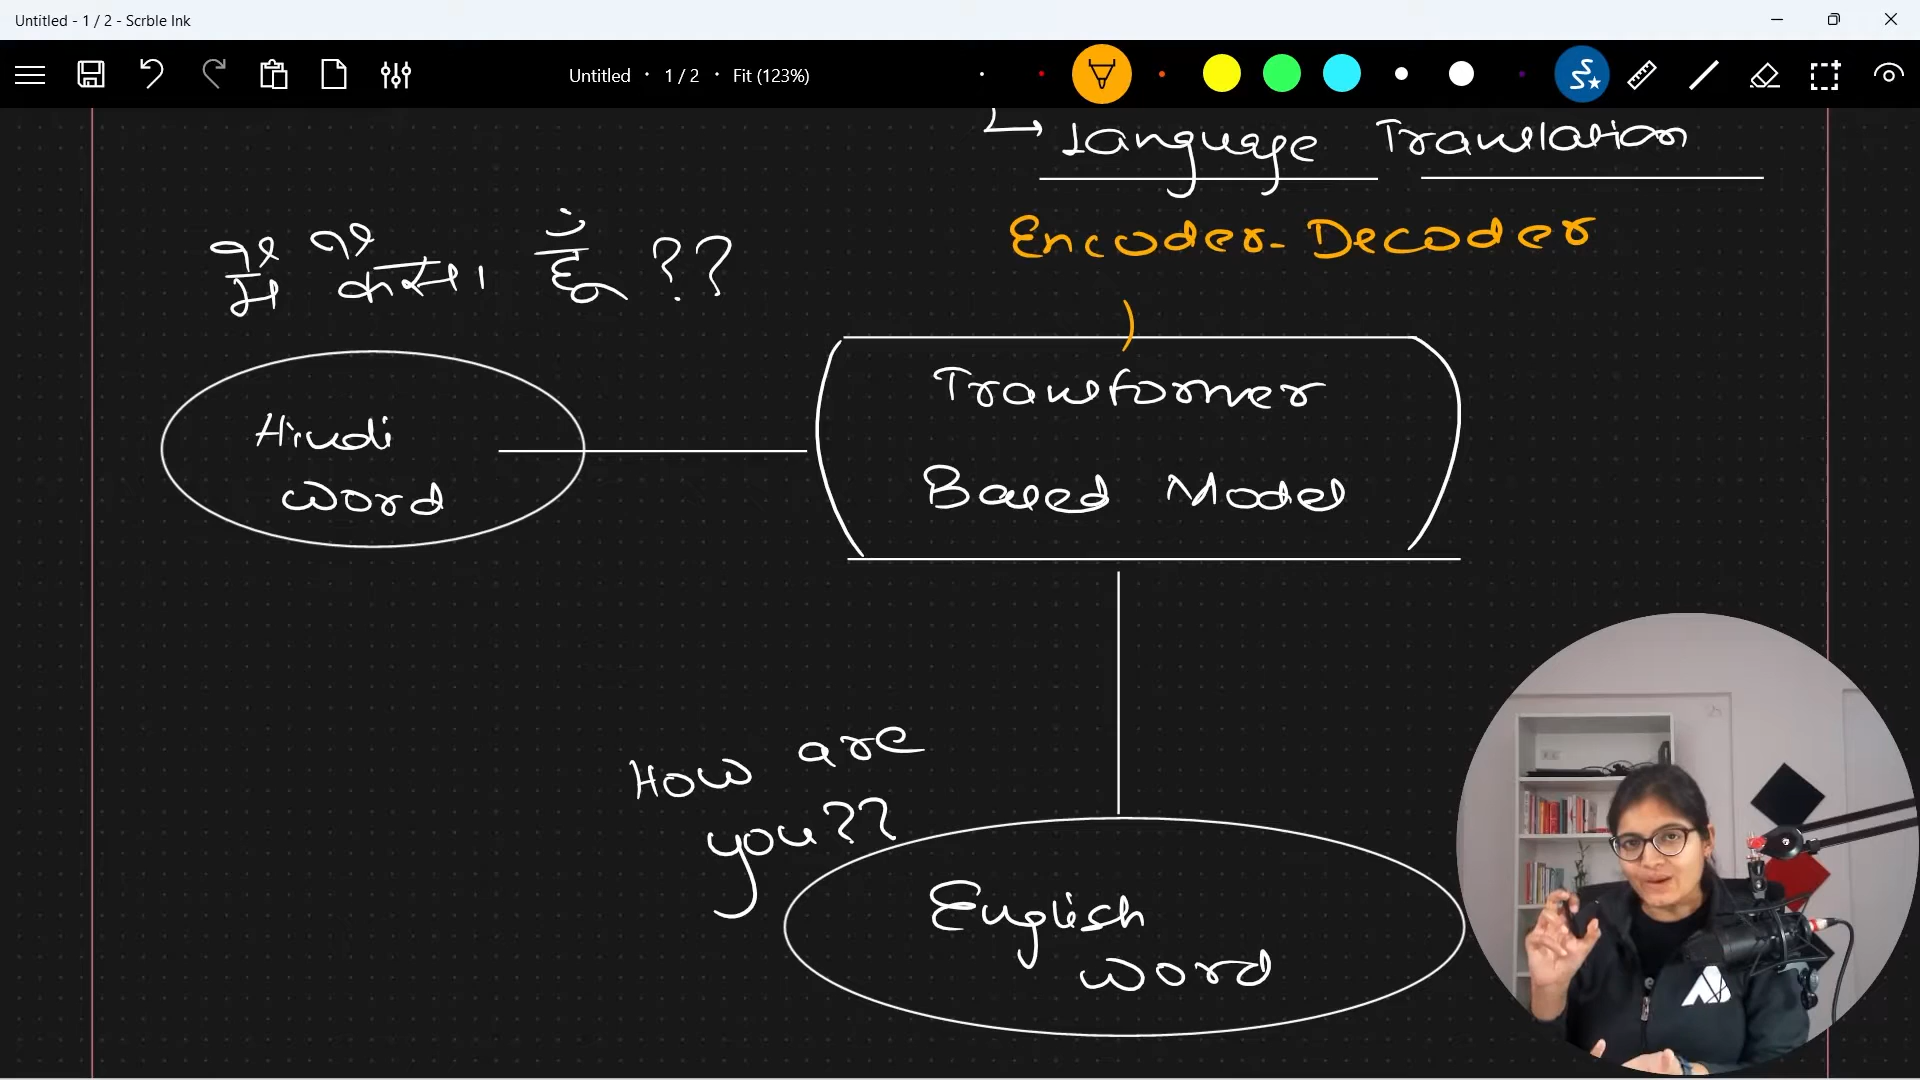 Untitled - 1 / 2 - Scrble Ink
Untitled • 1 / 2 • Fit (123%)
Language Translation
Encoder-Decoder
मै कैसा हूँ ??
Transformer
Based Model
Hindi
word
How are
you??
English
word